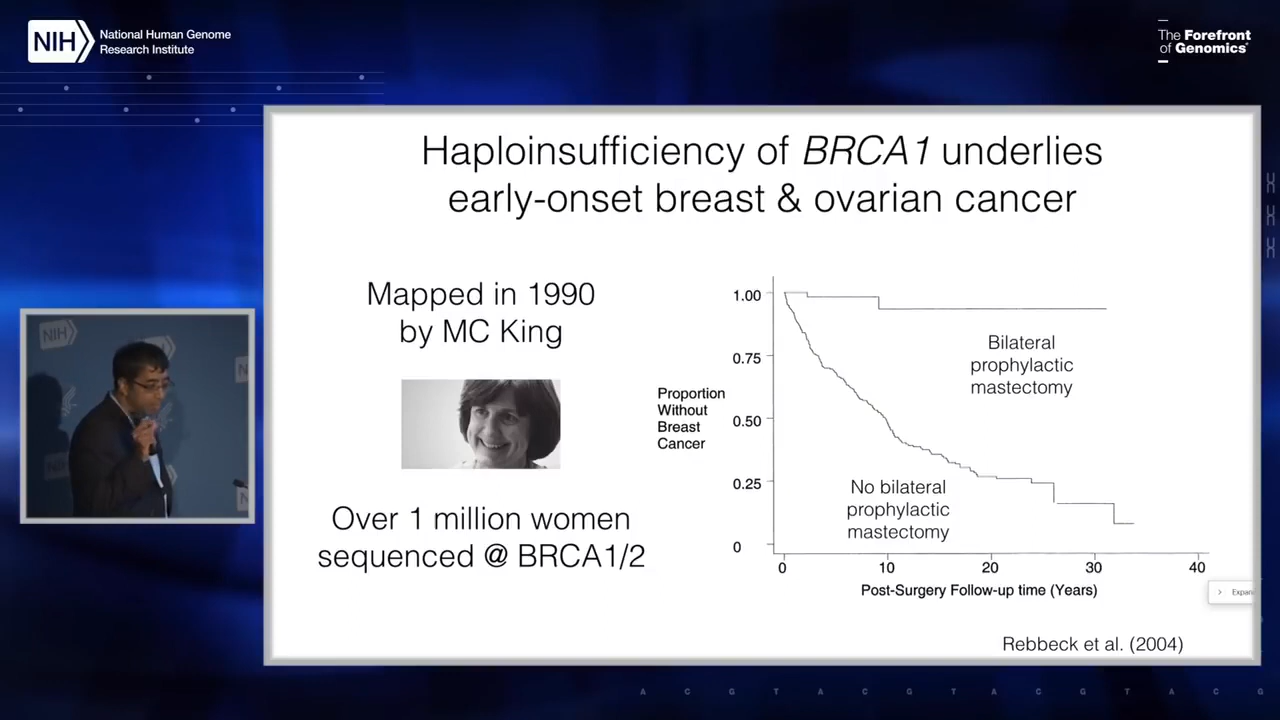 NIH
National Human Genome
Research Institute
The Forefront
of Genomics®
Haploinsufficiency of BRCA1 underlies
early-onset breast & ovarian cancer
Mapped in 1990
by MC King
Over 1 million women
sequenced @ BRCA1/2
Proportion
Without
Breast
Cancer
1.00
0.75
0.50
0.25
0
Bilateral
prophylactic
mastectomy
No bilateral
prophylactic
mastectomy
0 10 20 30 40
Post-Surgery Follow-up time (Years)
Rebbeck et al. (2004)
NIH
A C G T A C G T A C G T A C G